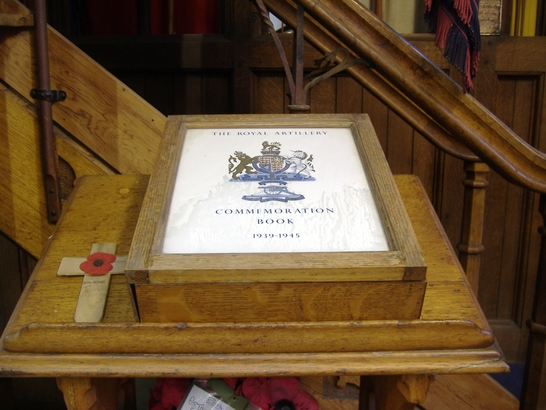 THE ROYAL ARTILLERY
COMMEMORATION
BOOK
1939-1945